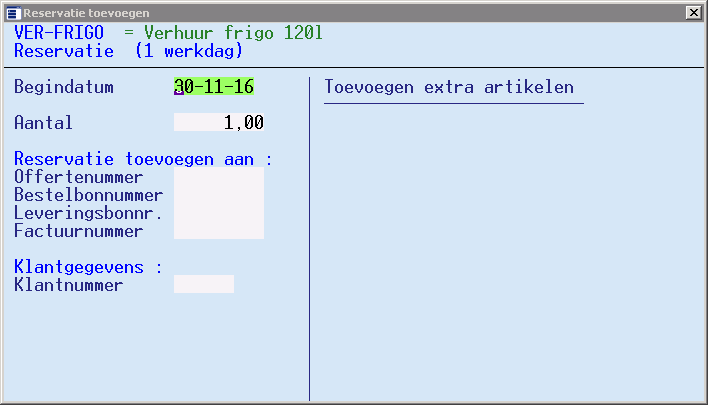 Reservatie toevoegen
VER-FRIGO = Verhuur frigo 120l
Reservatie (1 werkdag)
Begindatum 30-11-16
Aantal 1,00
Reservatie toevoegen aan :
Offertenummer
Bestelbonnummer
Leveringsbonnr.
Factuurnummer
Klantgegevens :
Klantnummer
Toevoegen extra artikelen